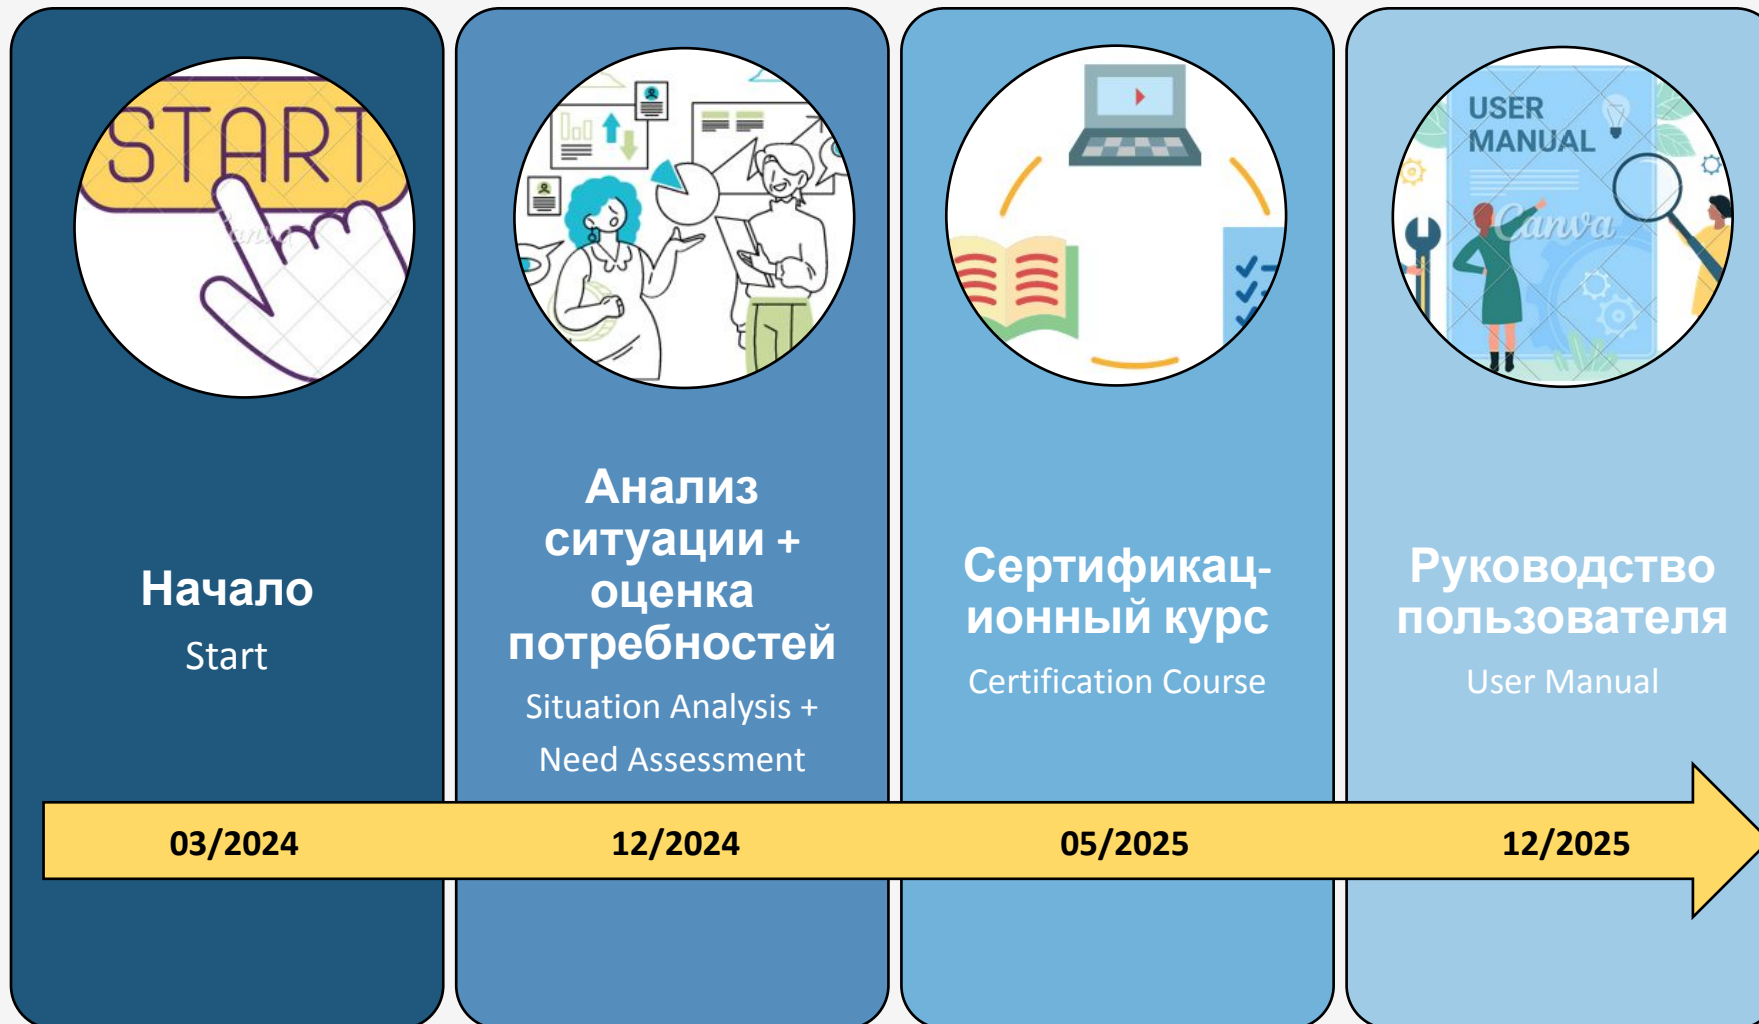 START
Canva
Начало
Start
03/2024
Анализ
ситуации +
оценка
потребностей
Situation Analysis +
Need Assessment
12/2024
Сертификац-
ионный курс
Certification Course
05/2025
USER
MANUAL
Canva
Руководство
пользователя
User Manual
12/2025